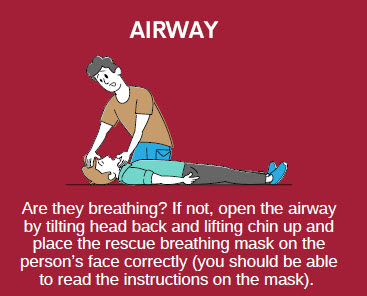 AIRWAY
Are they breathing? If not, open the airway
by tilting head back and lifting chin up and
place the rescue breathing mask on the
person's face correctly (you should be able
to read the instructions on the mask).